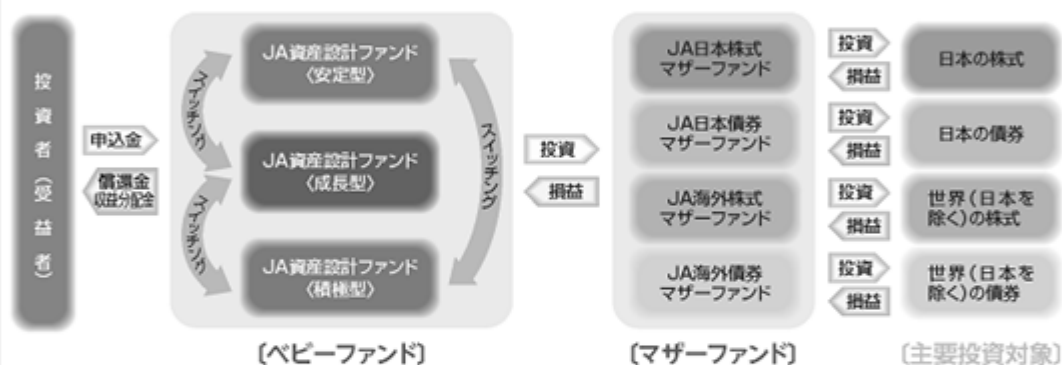 投資者(受益者)
申込金
償還金
収益分配金
JA資産設計ファンド
〈安定型〉
スイッチング
JA資産設計ファンド
〈成長型〉
スイッチング
JA資産設計ファンド
〈積極型〉
スイッチング
〔ベビーファンド〕
投資
損益
JA日本株式
マザーファンド
JA日本債券
マザーファンド
JA海外株式
マザーファンド
JA海外債券
マザーファンド
〔マザーファンド〕
投資
損益
日本の株式
投資
損益
日本の債券
投資
損益
世界(日本を
除く)の株式
投資
損益
世界(日本を
除く)の債券
〔主要投資対象〕